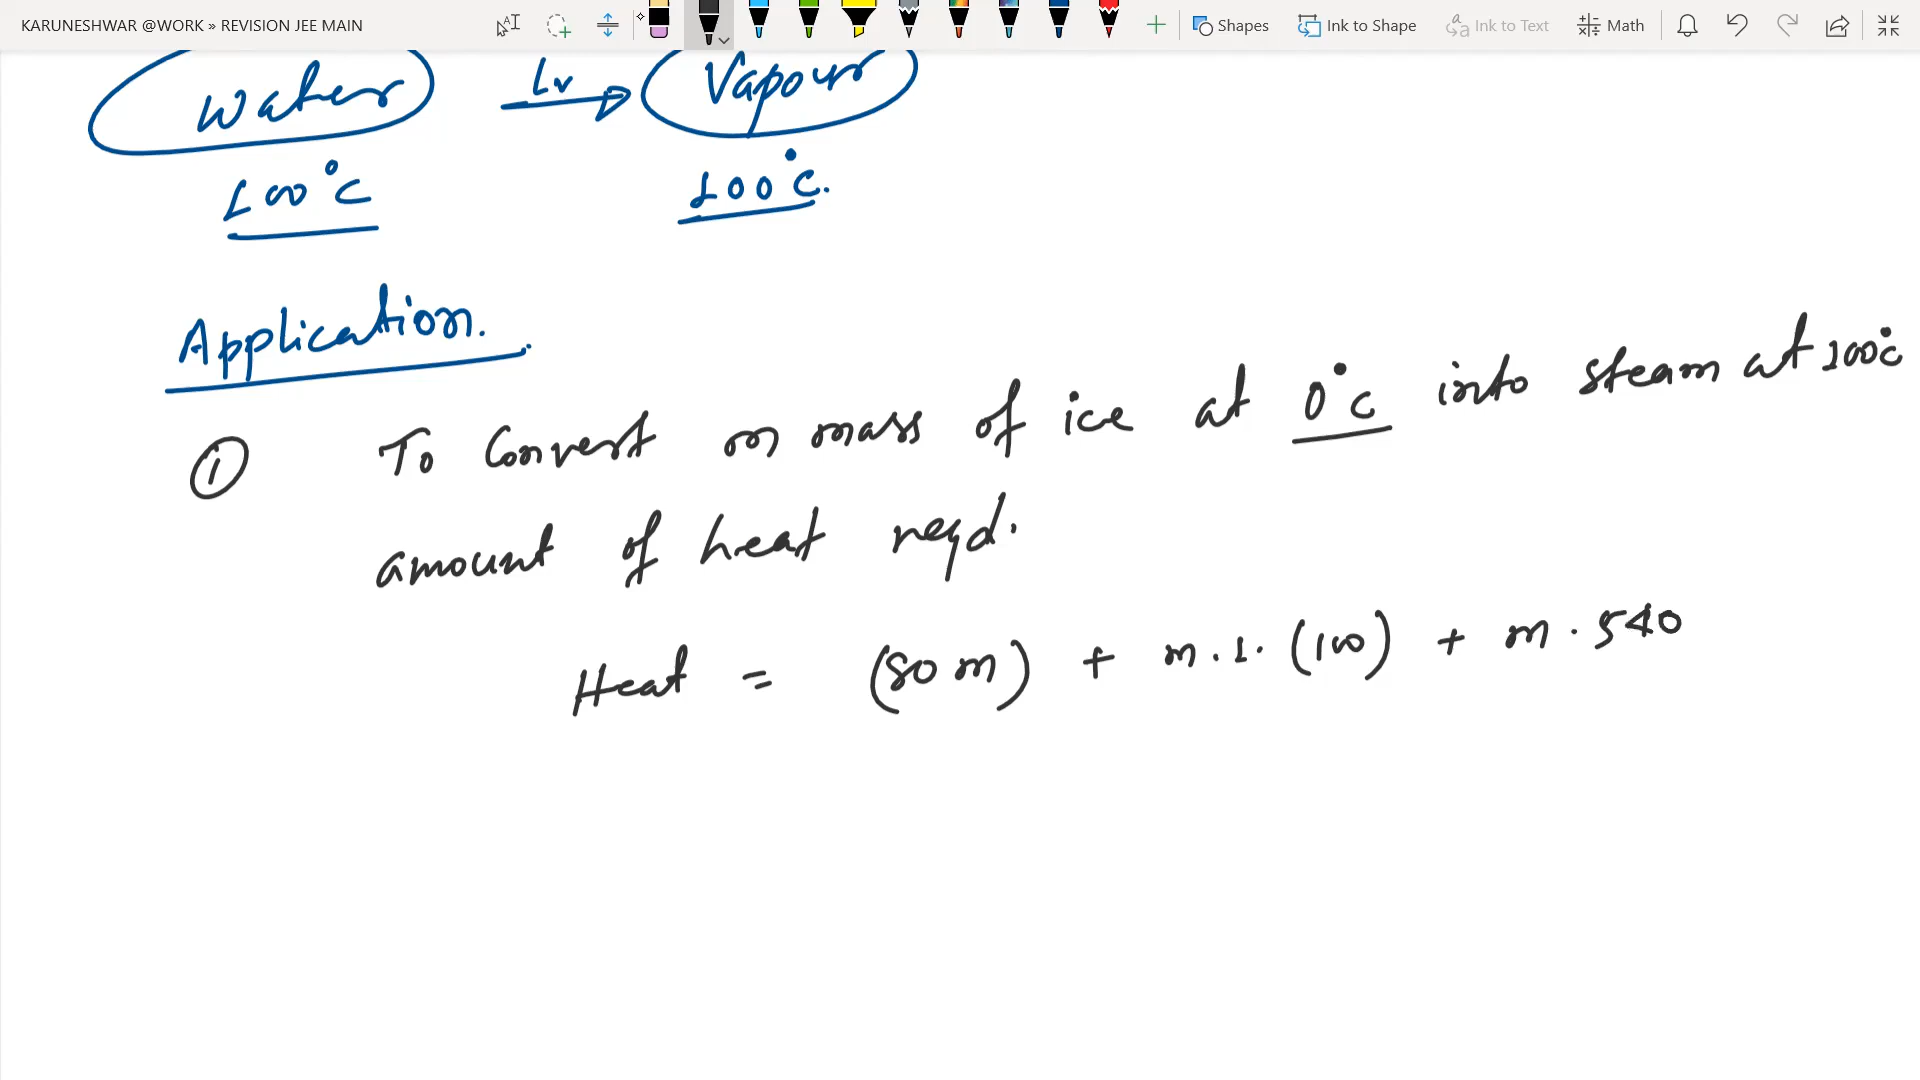 KARUNESHWAR @WORK » REVISION JEE MAIN
Shapes
Ink to Shape
Ink to Text
Math
Water Lv Vapour
100°C 100°C.
Application.
① To Convert m mass of ice at 0°C into steam at 100°C
amount of heat reqd.
Heat = (80 m) + m.1.(100) + m.540